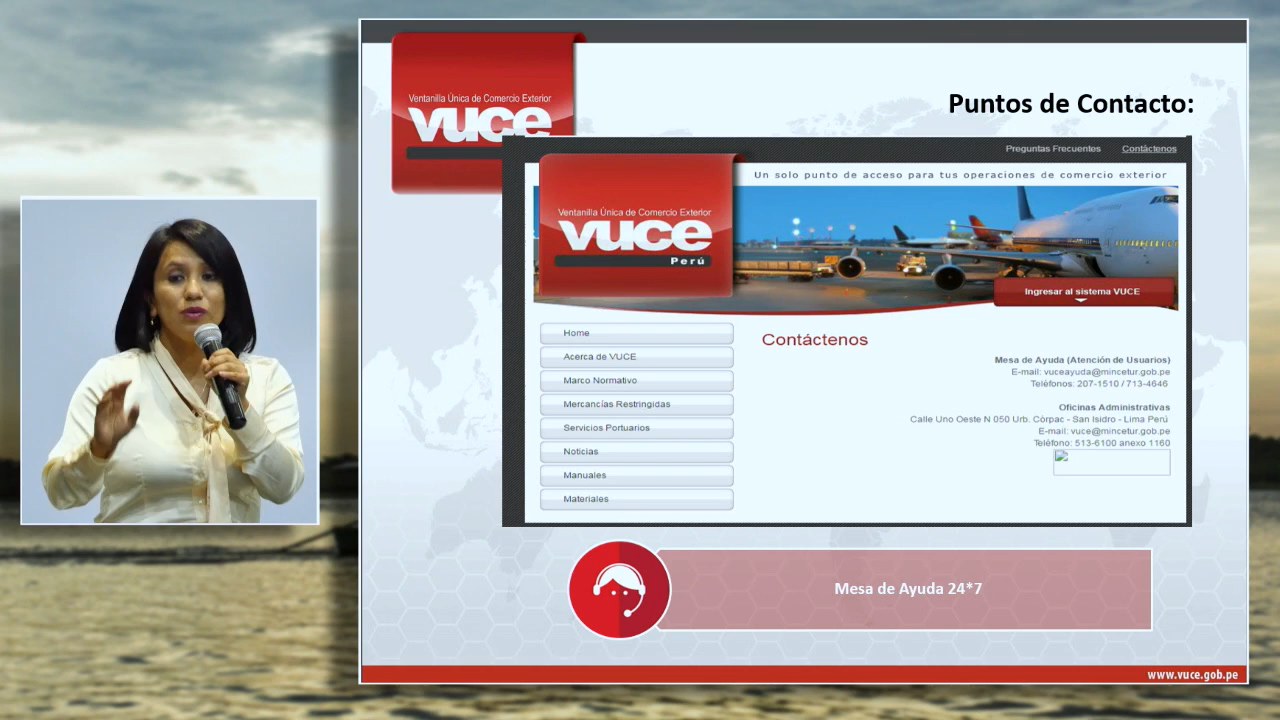 Ventanilla Única de Comercio Exterior
vuce
Puntos de Contacto:
Preguntas Frecuentes Contáctenos
Un solo punto de acceso para tus operaciones de comercio exterior
Ventanilla Única de Comercio Exterior
vuce
Perú
Ingresar al sistema VUCE
Home
Acerca de VUCE
Marco Normativo
Mercancías Restringidas
Servicios Portuarios
Noticias
Manuales
Materiales
Contáctenos
Mesa de Ayuda (Atención de Usuarios)
E-mail: vuceayuda@mincetur.gob.pe
Teléfonos: 207-1510 / 713-4646
Oficinas Administrativas
Calle Uno Oeste N 050 Urb. Córpac - San Isidro - Lima Perú
E-mail: vuce@mincetur.gob.pe
Teléfono: 513-6100 anexo 1160
Mesa de Ayuda 24*7
www.vuce.gob.pe